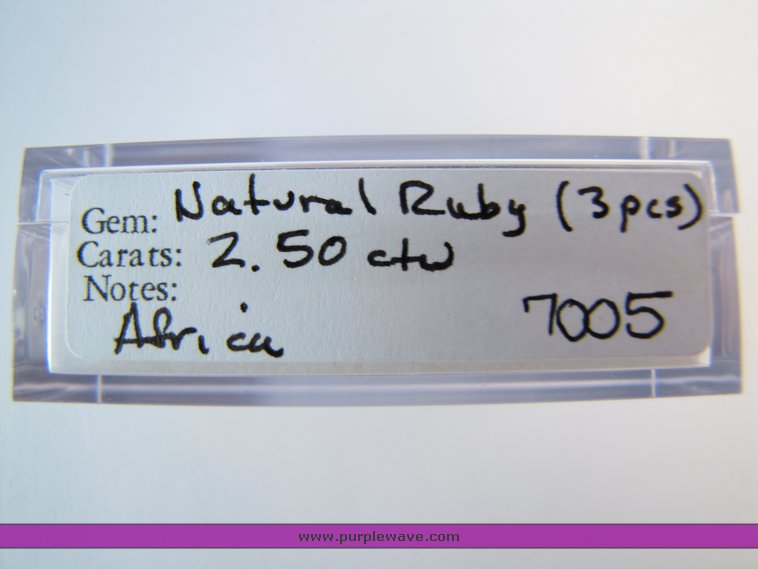 Gem: Natural Ruby (3pcs)
Carats: 2.50 ctw
Notes:
Africa 7005
www.purplewave.com